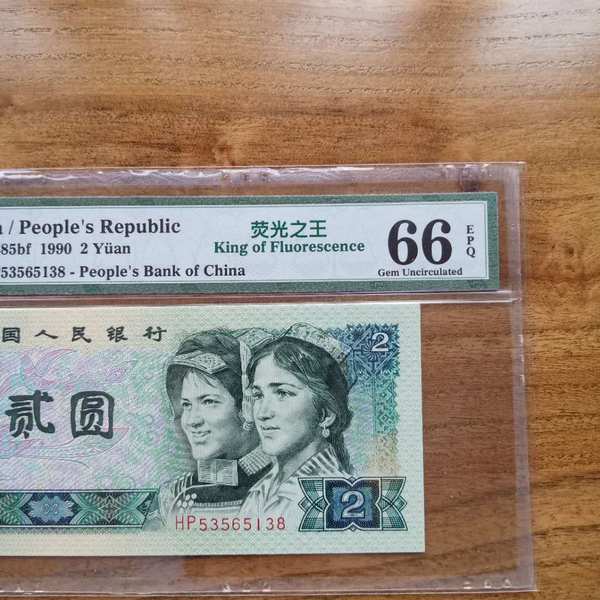 a / People's Republic
荧光之王
66
EPQ
885bf 1990 2 Yüan
King of Fluorescence
53565138 - People's Bank of China
Gem Uncirculated
国人民银行
2
贰圆
2
HP53565138